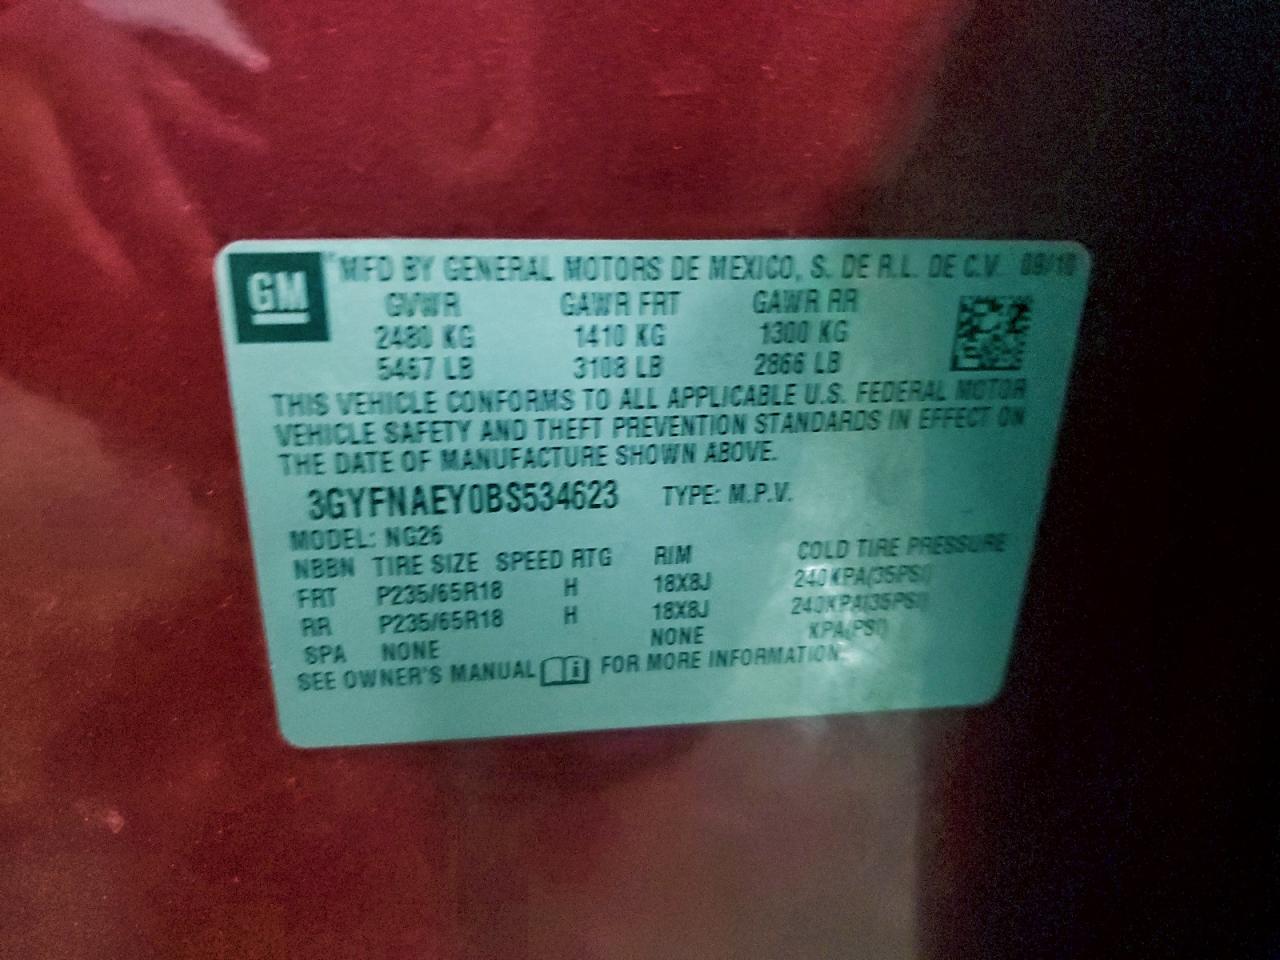 GM
MFD BY GENERAL MOTORS DE MEXICO, S. DE R.L. DE C.V. 09/10
GVWR GAWR FRT GAWR RR
2480 KG 1410 KG 1300 KG
5467 LB 3108 LB 2866 LB
THIS VEHICLE CONFORMS TO ALL APPLICABLE U.S. FEDERAL MOTOR
VEHICLE SAFETY AND THEFT PREVENTION STANDARDS IN EFFECT ON
THE DATE OF MANUFACTURE SHOWN ABOVE.
3GYFNAEY0BS534623 TYPE: M.P.V.
MODEL: NG26
NBBN TIRE SIZE SPEED RTG RIM COLD TIRE PRESSURE
FRT P235/65R18 H 18X8J 240KPA(35PSI)
RR P235/65R18 H 18X8J 240KPA(35PSI)
SPA NONE NONE KPA(PSI)
SEE OWNER'S MANUAL FOR MORE INFORMATION.